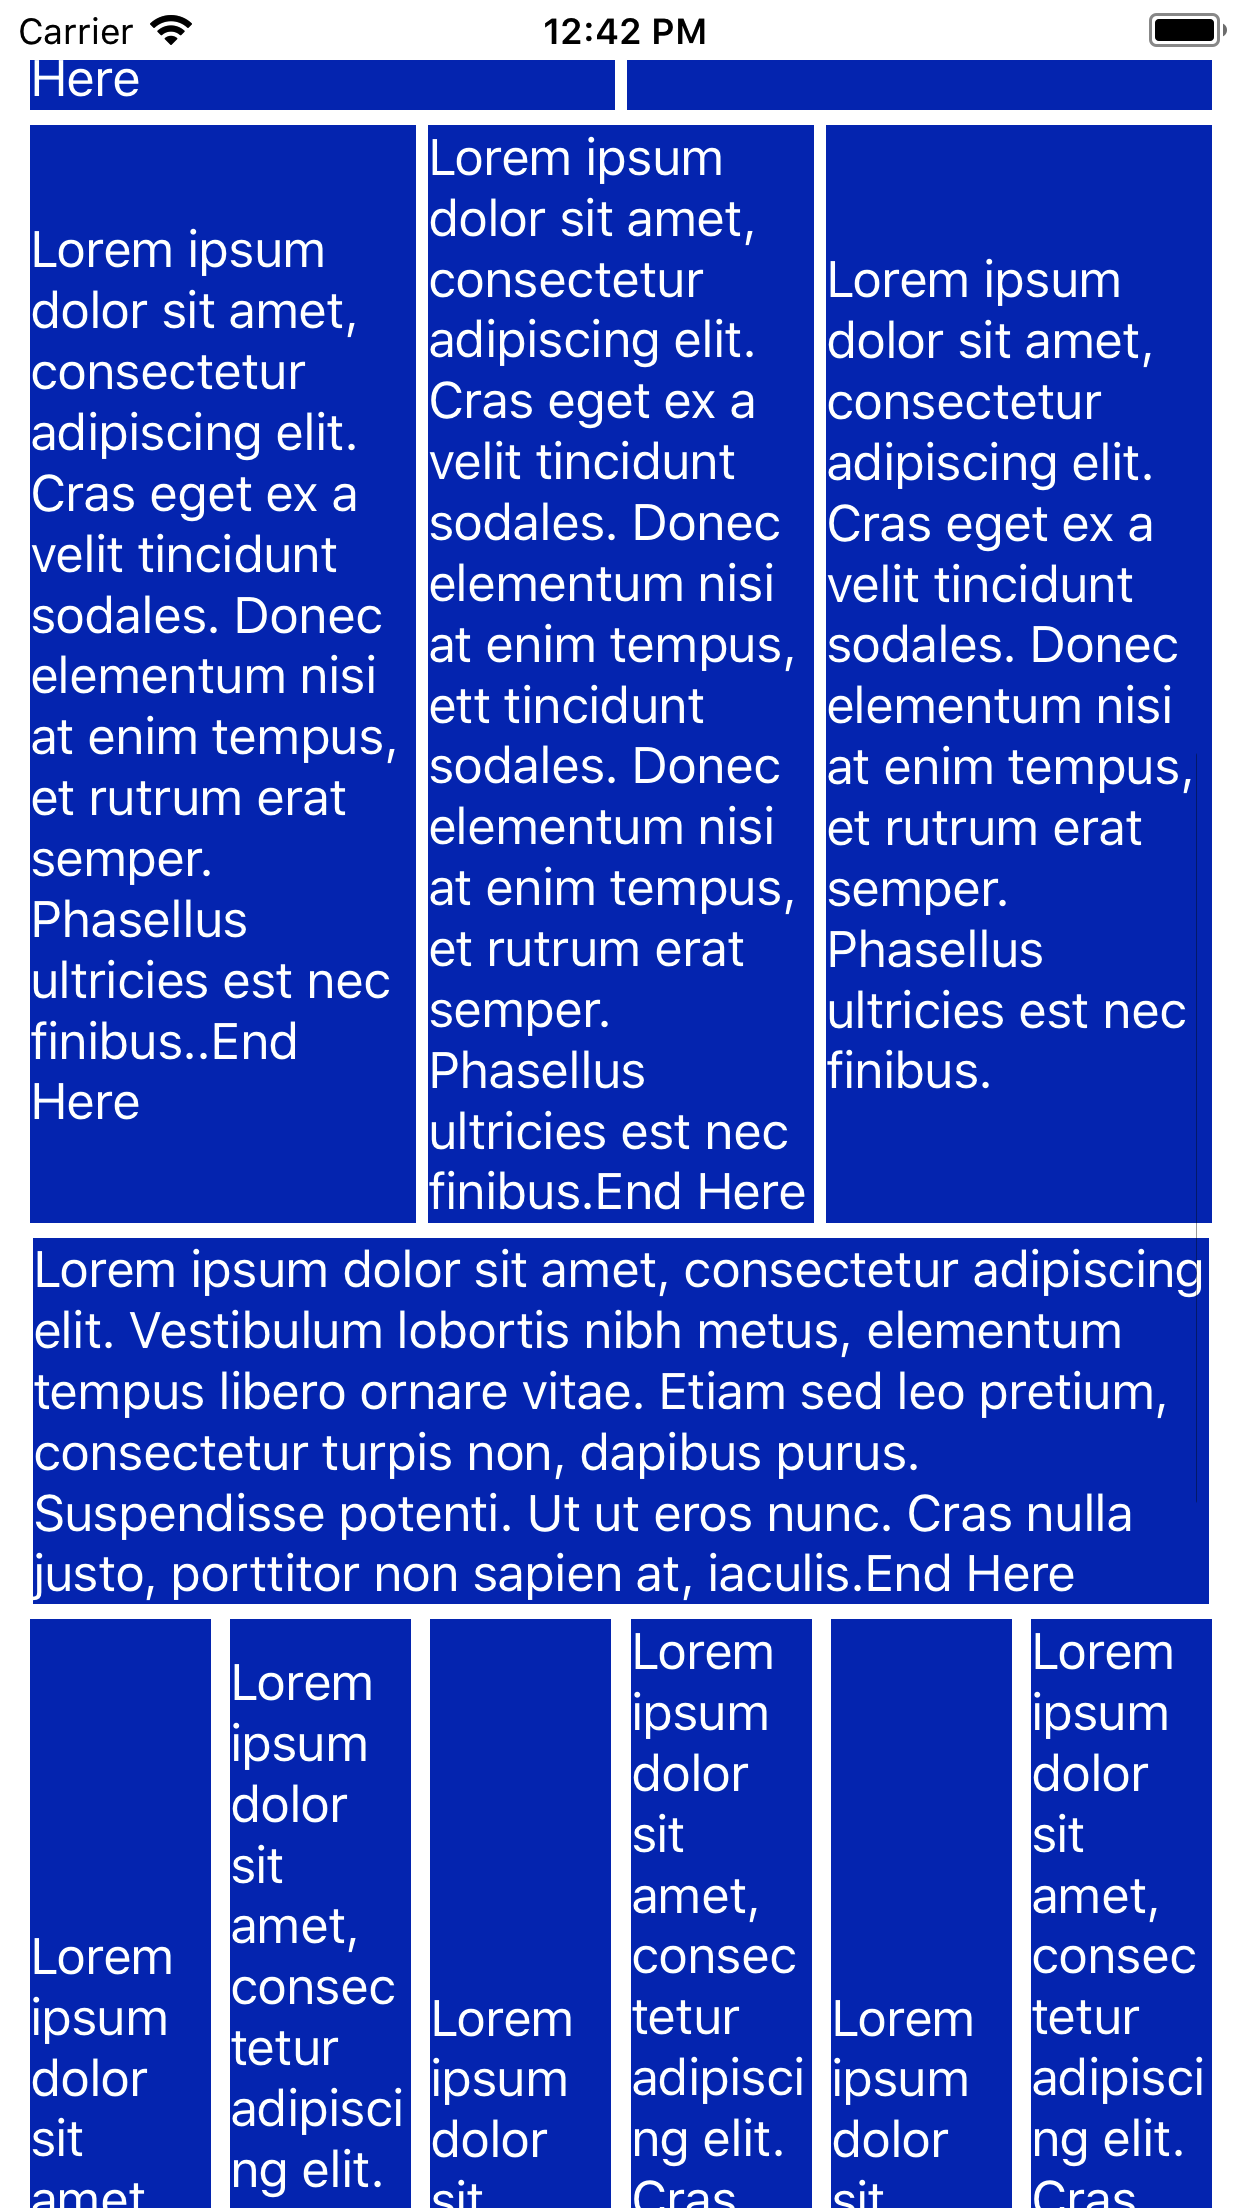 Carrier 12:42 PM
Here
Lorem ipsum
dolor sit amet,
consectetur
adipiscing elit.
Cras eget ex a
velit tincidunt
sodales. Donec
elementum nisi
at enim tempus,
et rutrum erat
semper.
Phasellus
ultricies est nec
finibus..End
Here
Lorem ipsum
dolor sit amet,
consectetur
adipiscing elit.
Cras eget ex a
velit tincidunt
sodales. Donec
elementum nisi
at enim tempus,
ett tincidunt
sodales. Donec
elementum nisi
at enim tempus,
et rutrum erat
semper.
Phasellus
ultricies est nec
finibus.End Here
Lorem ipsum
dolor sit amet,
consectetur
adipiscing elit.
Cras eget ex a
velit tincidunt
sodales. Donec
elementum nisi
at enim tempus,
et rutrum erat
semper.
Phasellus
ultricies est nec
finibus.
Lorem ipsum dolor sit amet, consectetur adipiscing
elit. Vestibulum lobortis nibh metus, elementum
tempus libero ornare vitae. Etiam sed leo pretium,
consectetur turpis non, dapibus purus.
Suspendisse potenti. Ut ut eros nunc. Cras nulla
justo, porttitor non sapien at, iaculis.End Here
Lorem
ipsum
dolor
sit
amet
Lorem
ipsum
dolor
sit
amet,
consec
tetur
adipisci
ng elit.
Lorem
ipsum
dolor
sit
Lorem
ipsum
dolor
sit
amet,
consec
tetur
adipisci
ng elit.
Cras
Lorem
ipsum
dolor
sit
Lorem
ipsum
dolor
sit
amet,
consec
tetur
adipisci
ng elit.
Cras